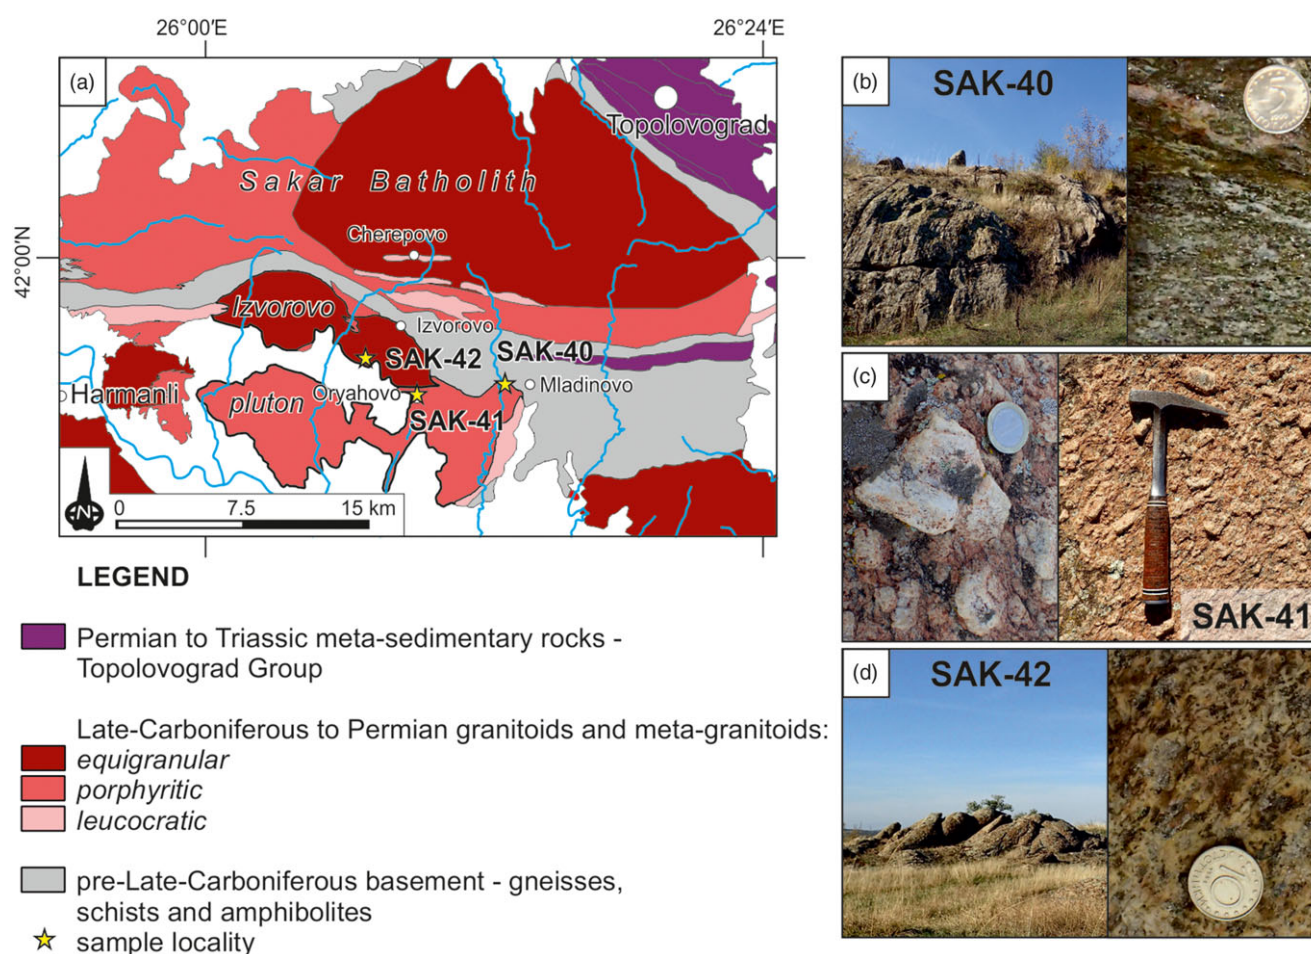 26°00′E
26°24′E
(a)
Topolovograd
Sakar Batholith
Cherepovo
42°00′N
Izvorovo
Izvorovo
SAK-42
SAK-40
Harmanli
pluton
Oryahovo
Mladinovo
SAK-41
N
0 7.5 15 km
LEGEND
Permian to Triassic meta-sedimentary rocks -
Topolovograd Group
Late-Carboniferous to Permian granitoids and meta-granitoids:
equigranular
porphyritic
leucocratic
pre-Late-Carboniferous basement - gneisses,
schists and amphibolites
sample locality
(b)
SAK-40
(c)
SAK-41
(d)
SAK-42